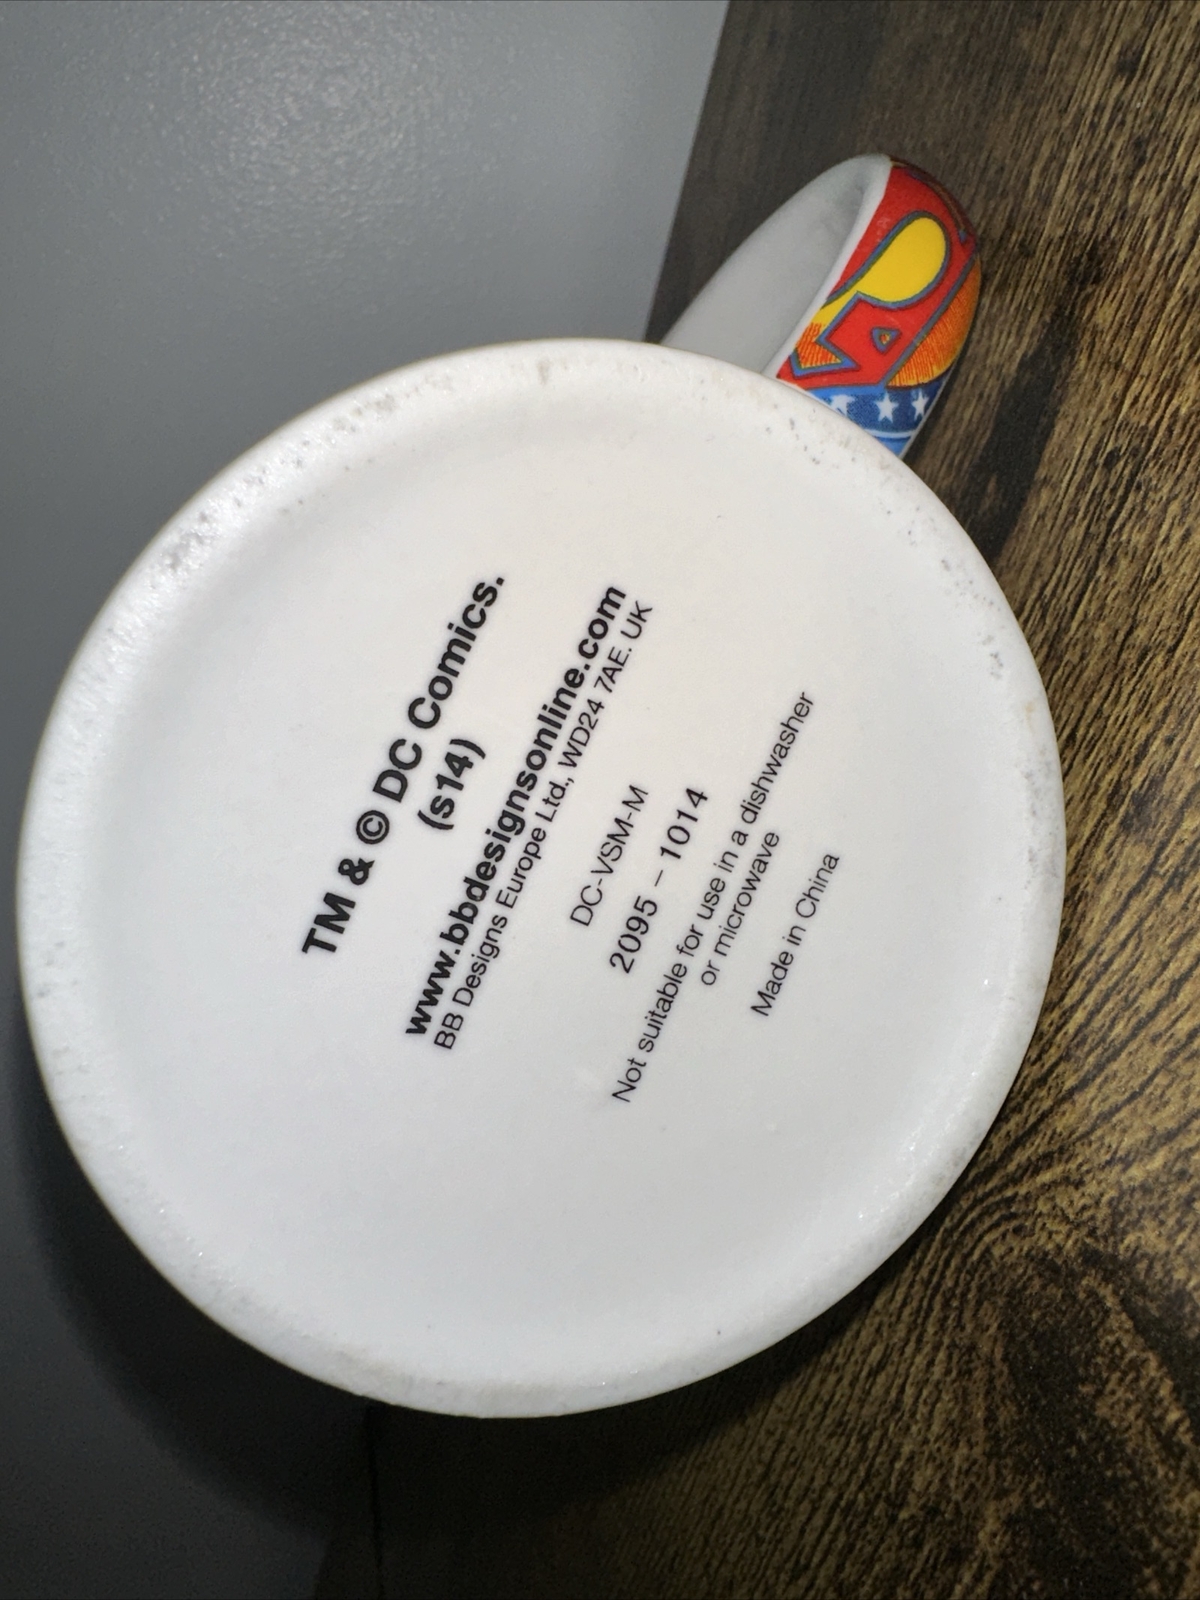 TM & © DC Comics.
(s14)
www.bbdesignsonline.com
BB Designs Europe Ltd., WD24 7AE. UK
DC-VSM-M
2095 – 1014
Not suitable for use in a dishwasher
or microwave
Made in China